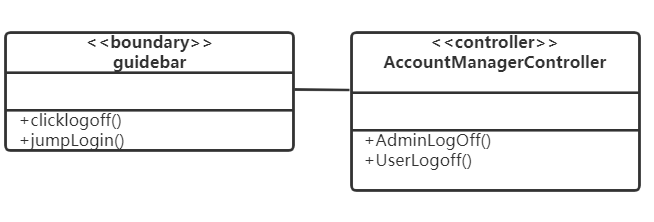 <<boundary>>
guidebar
+clicklogoff()
+jumpLogin()
<<controller>>
AccountManagerController
+AdminLogOff()
+UserLogoff()